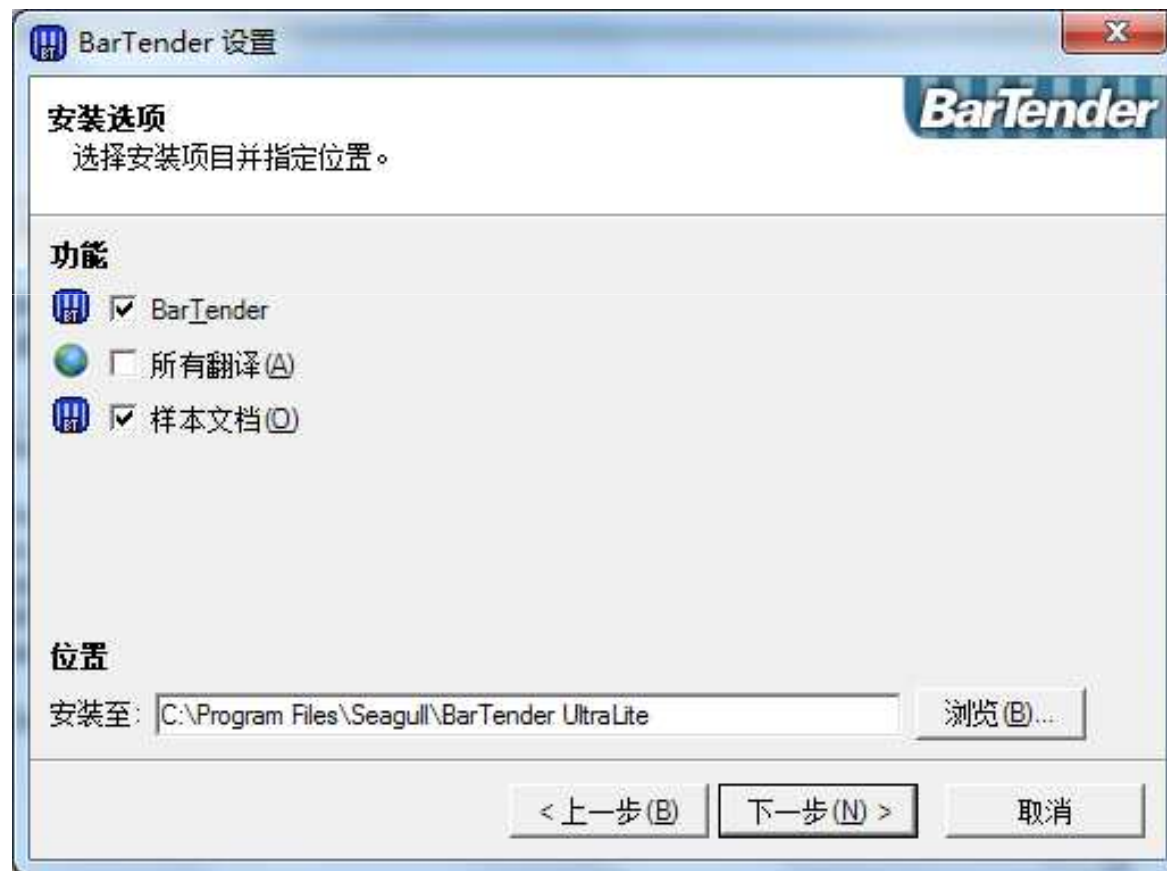 BarTender 设置
安装选项
选择安装项目并指定位置。
BarTender
功能
BarTender
所有翻译(A)
样本文档(O)
位置
安装至: C:\Program Files\Seagull\BarTender UltraLite 浏览(B)...
<上一步(B) 下一步(N) > 取消